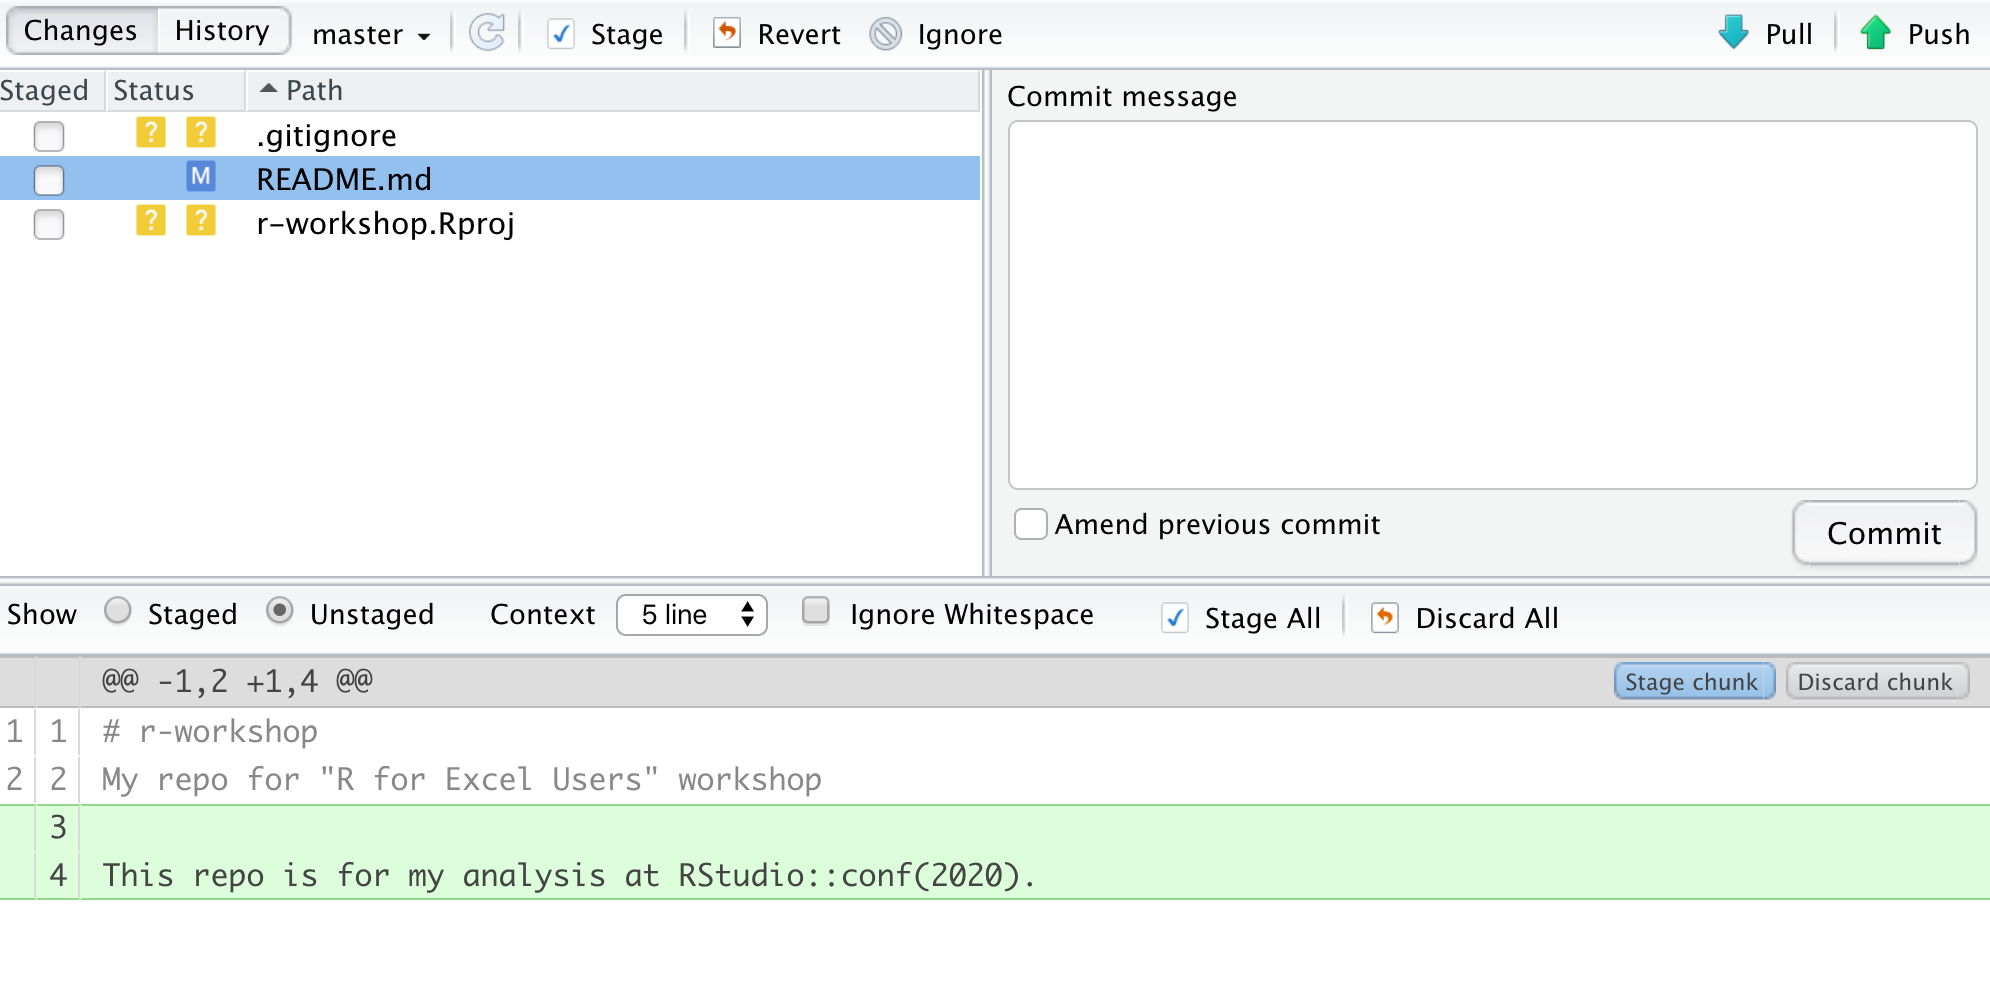 Changes History master Stage Revert Ignore Pull Push
Staged Status Path
? ? .gitignore
M README.md
? ? r-workshop.Rproj
Commit message
Amend previous commit
Commit
Show Staged Unstaged Context 5 line Ignore Whitespace Stage All Discard All
@@ -1,2 +1,4 @@ Stage chunk Discard chunk
1 1 # r-workshop
2 2 My repo for "R for Excel Users" workshop
3
4 This repo is for my analysis at RStudio::conf(2020).